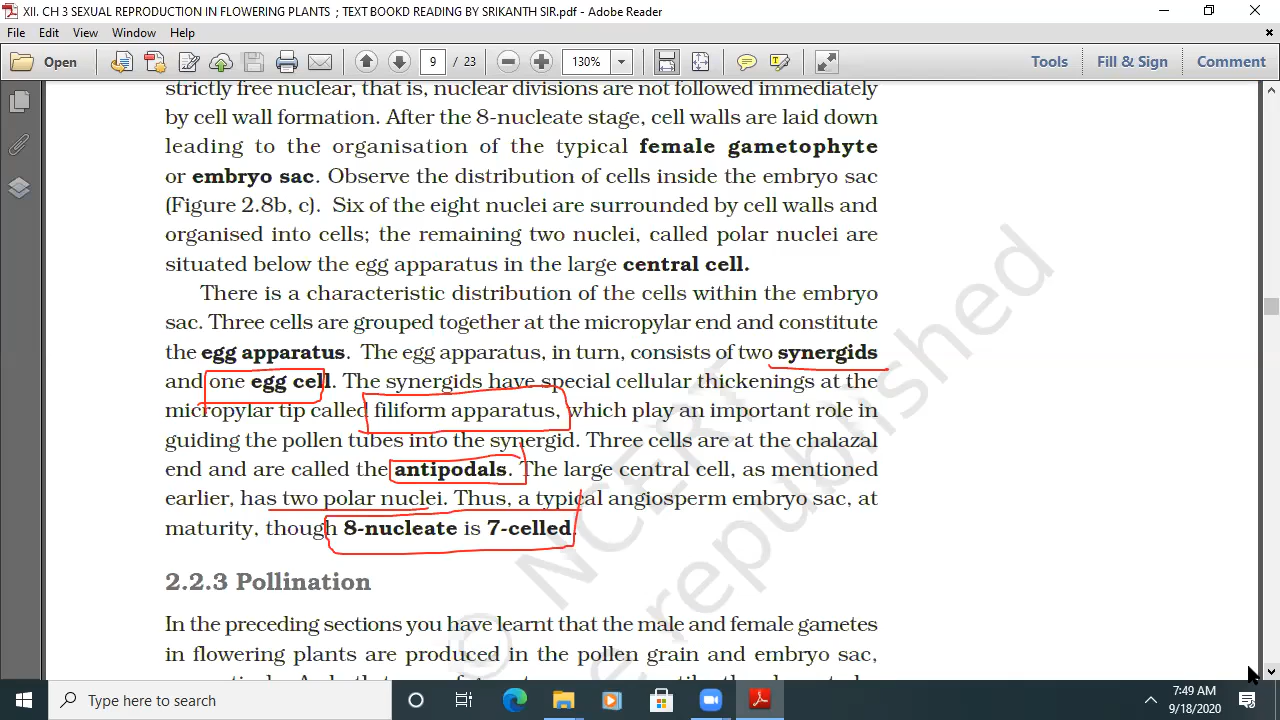 XII. CH 3 SEXUAL REPRODUCTION IN FLOWERING PLANTS ; TEXT BOOKD READING BY SRIKANTH SIR.pdf - Adobe Reader
File Edit View Window Help
Open 9 / 23 130% Tools Fill & Sign Comment
strictly free nuclear, that is, nuclear divisions are not followed immediately
by cell wall formation. After the 8-nucleate stage, cell walls are laid down
leading to the organisation of the typical female gametophyte
or embryo sac. Observe the distribution of cells inside the embryo sac
(Figure 2.8b, c). Six of the eight nuclei are surrounded by cell walls and
organised into cells; the remaining two nuclei, called polar nuclei are
situated below the egg apparatus in the large central cell.
There is a characteristic distribution of the cells within the embryo
sac. Three cells are grouped together at the micropylar end and constitute
the egg apparatus. The egg apparatus, in turn, consists of two synergids
and one egg cell. The synergids have special cellular thickenings at the
micropylar tip called filiform apparatus, which play an important role in
guiding the pollen tubes into the synergid. Three cells are at the chalazal
end and are called the antipodals. The large central cell, as mentioned
earlier, has two polar nuclei. Thus, a typical angiosperm embryo sac, at
maturity, though 8-nucleate is 7-celled.
2.2.3 Pollination
In the preceding sections you have learnt that the male and female gametes
in flowering plants are produced in the pollen grain and embryo sac,
© NCERT
republished
Type here to search
7:49 AM
9/18/2020